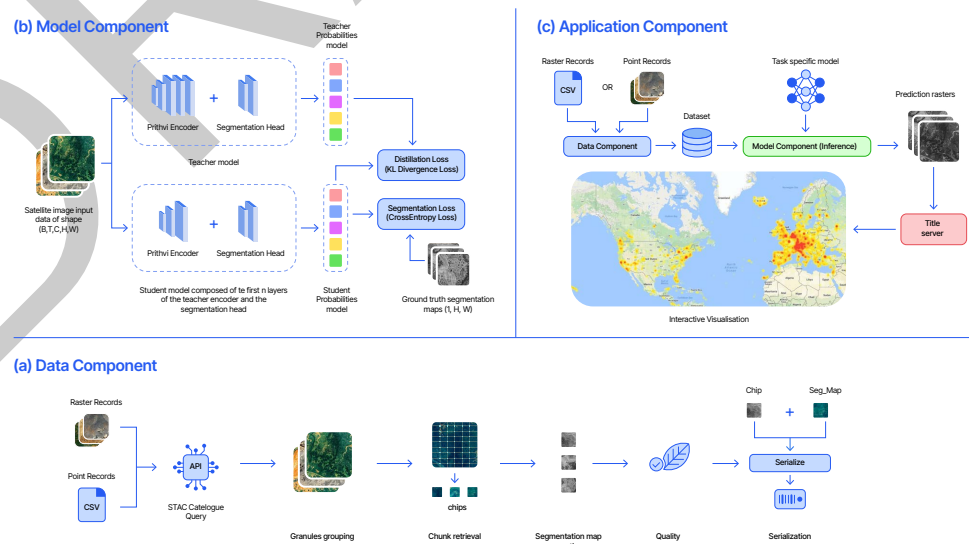 (b) Model Component
Teacher
Probabilities
model
Prithvi Encoder
+
Segmentation Head
Teacher model
Satellite image input
data of shape
(B,T,C,H,W)
Distillation Loss
(KL Divergence Loss)
Segmentation Loss
(CrossEntropy Loss)
Prithvi Encoder
+
Segmentation Head
Student model composed of te first n layers
of the teacher encoder and the
segmentation head
Student
Probabilities
model
Ground truth segmentation
maps (1, H, W)
(c) Application Component
Raster Records
CSV
OR
Point Records
Task specific model
Prediction rasters
Dataset
Data Component
Model Component (Inference)
Title
server
Interactive Visualisation
(a) Data Component
Raster Records
Point Records
CSV
API
STAC Catelogue
Query
Granules grouping
chips
Chunk retrieval
Segmentation map
Quality
Chip
+
Seg_Map
Serialize
Serialization